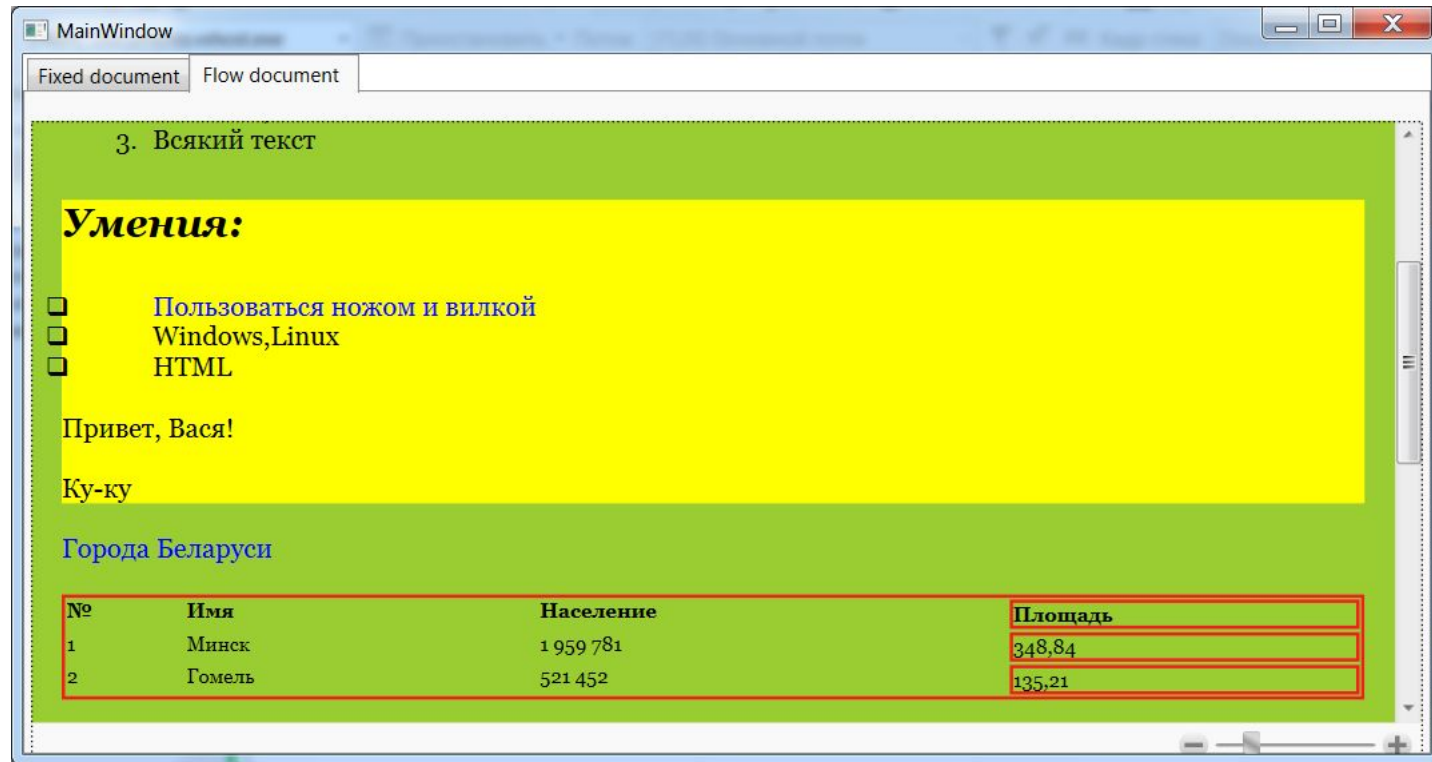 MainWindow
Fixed document Flow document
3. Всякий текст
Умения:
❑ Пользоваться ножом и вилкой
❑ Windows,Linux
❑ HTML
Привет, Вася!
Ку-ку
Города Беларуси
№ Имя Население Площадь
1 Минск 1 959 781 348,84
2 Гомель 521 452 135,21